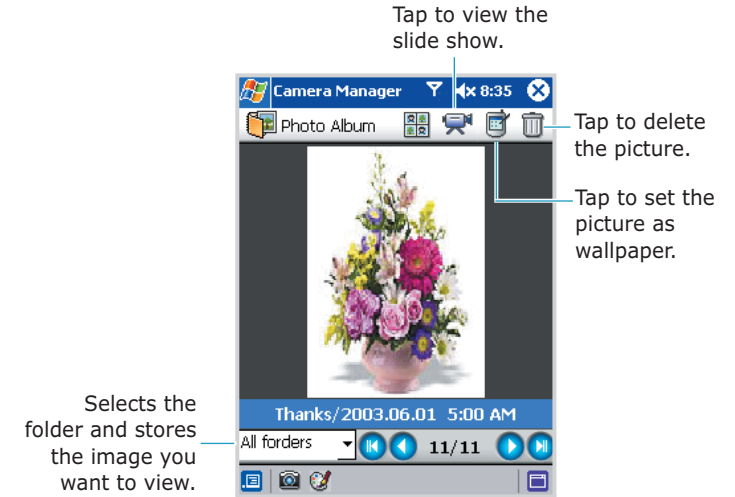 Tap to view the
slide show.
Camera Manager 8:35
Photo Album
Tap to delete
the picture.
Tap to set the
picture as
wallpaper.
Thanks/2003.06.01 5:00 AM
Selects the
folder and stores
the image you
want to view.
All forders
11/11